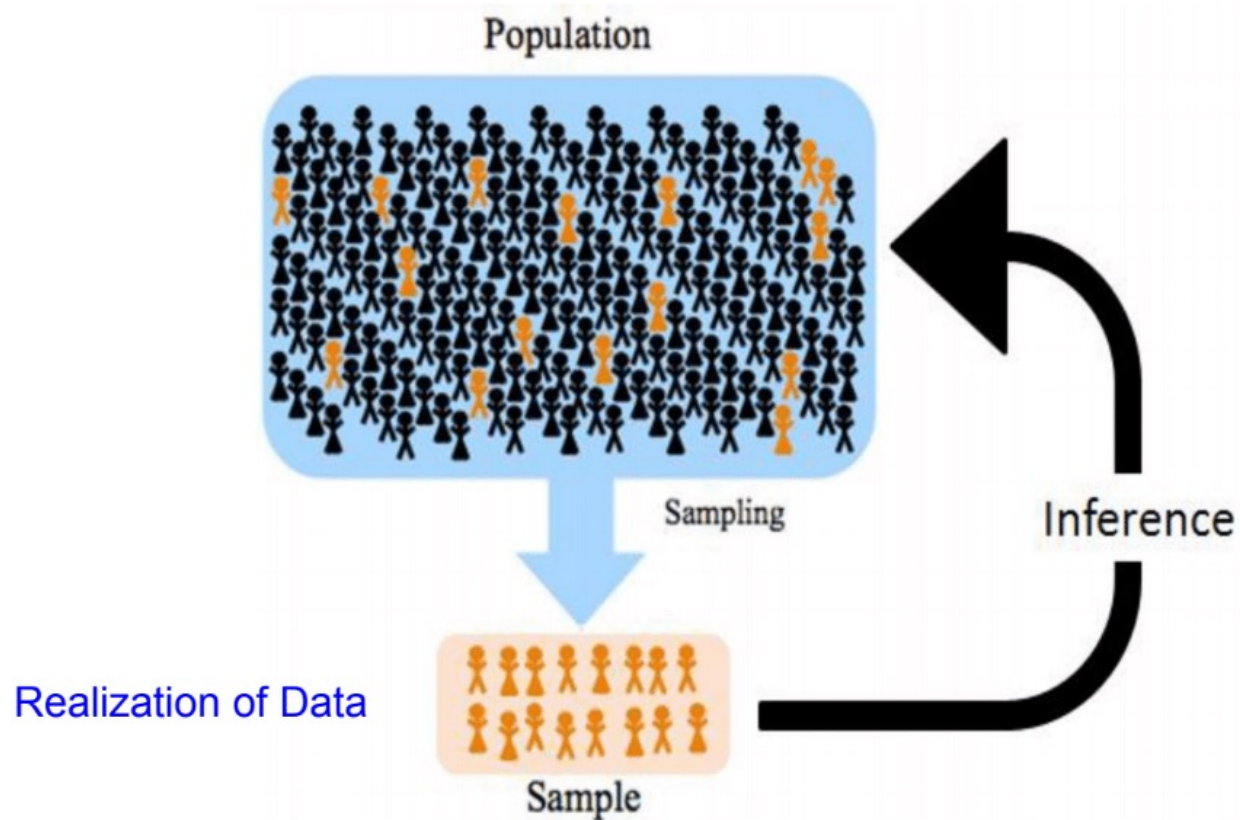 Population
Sampling
Inference
Realization of Data
Sample